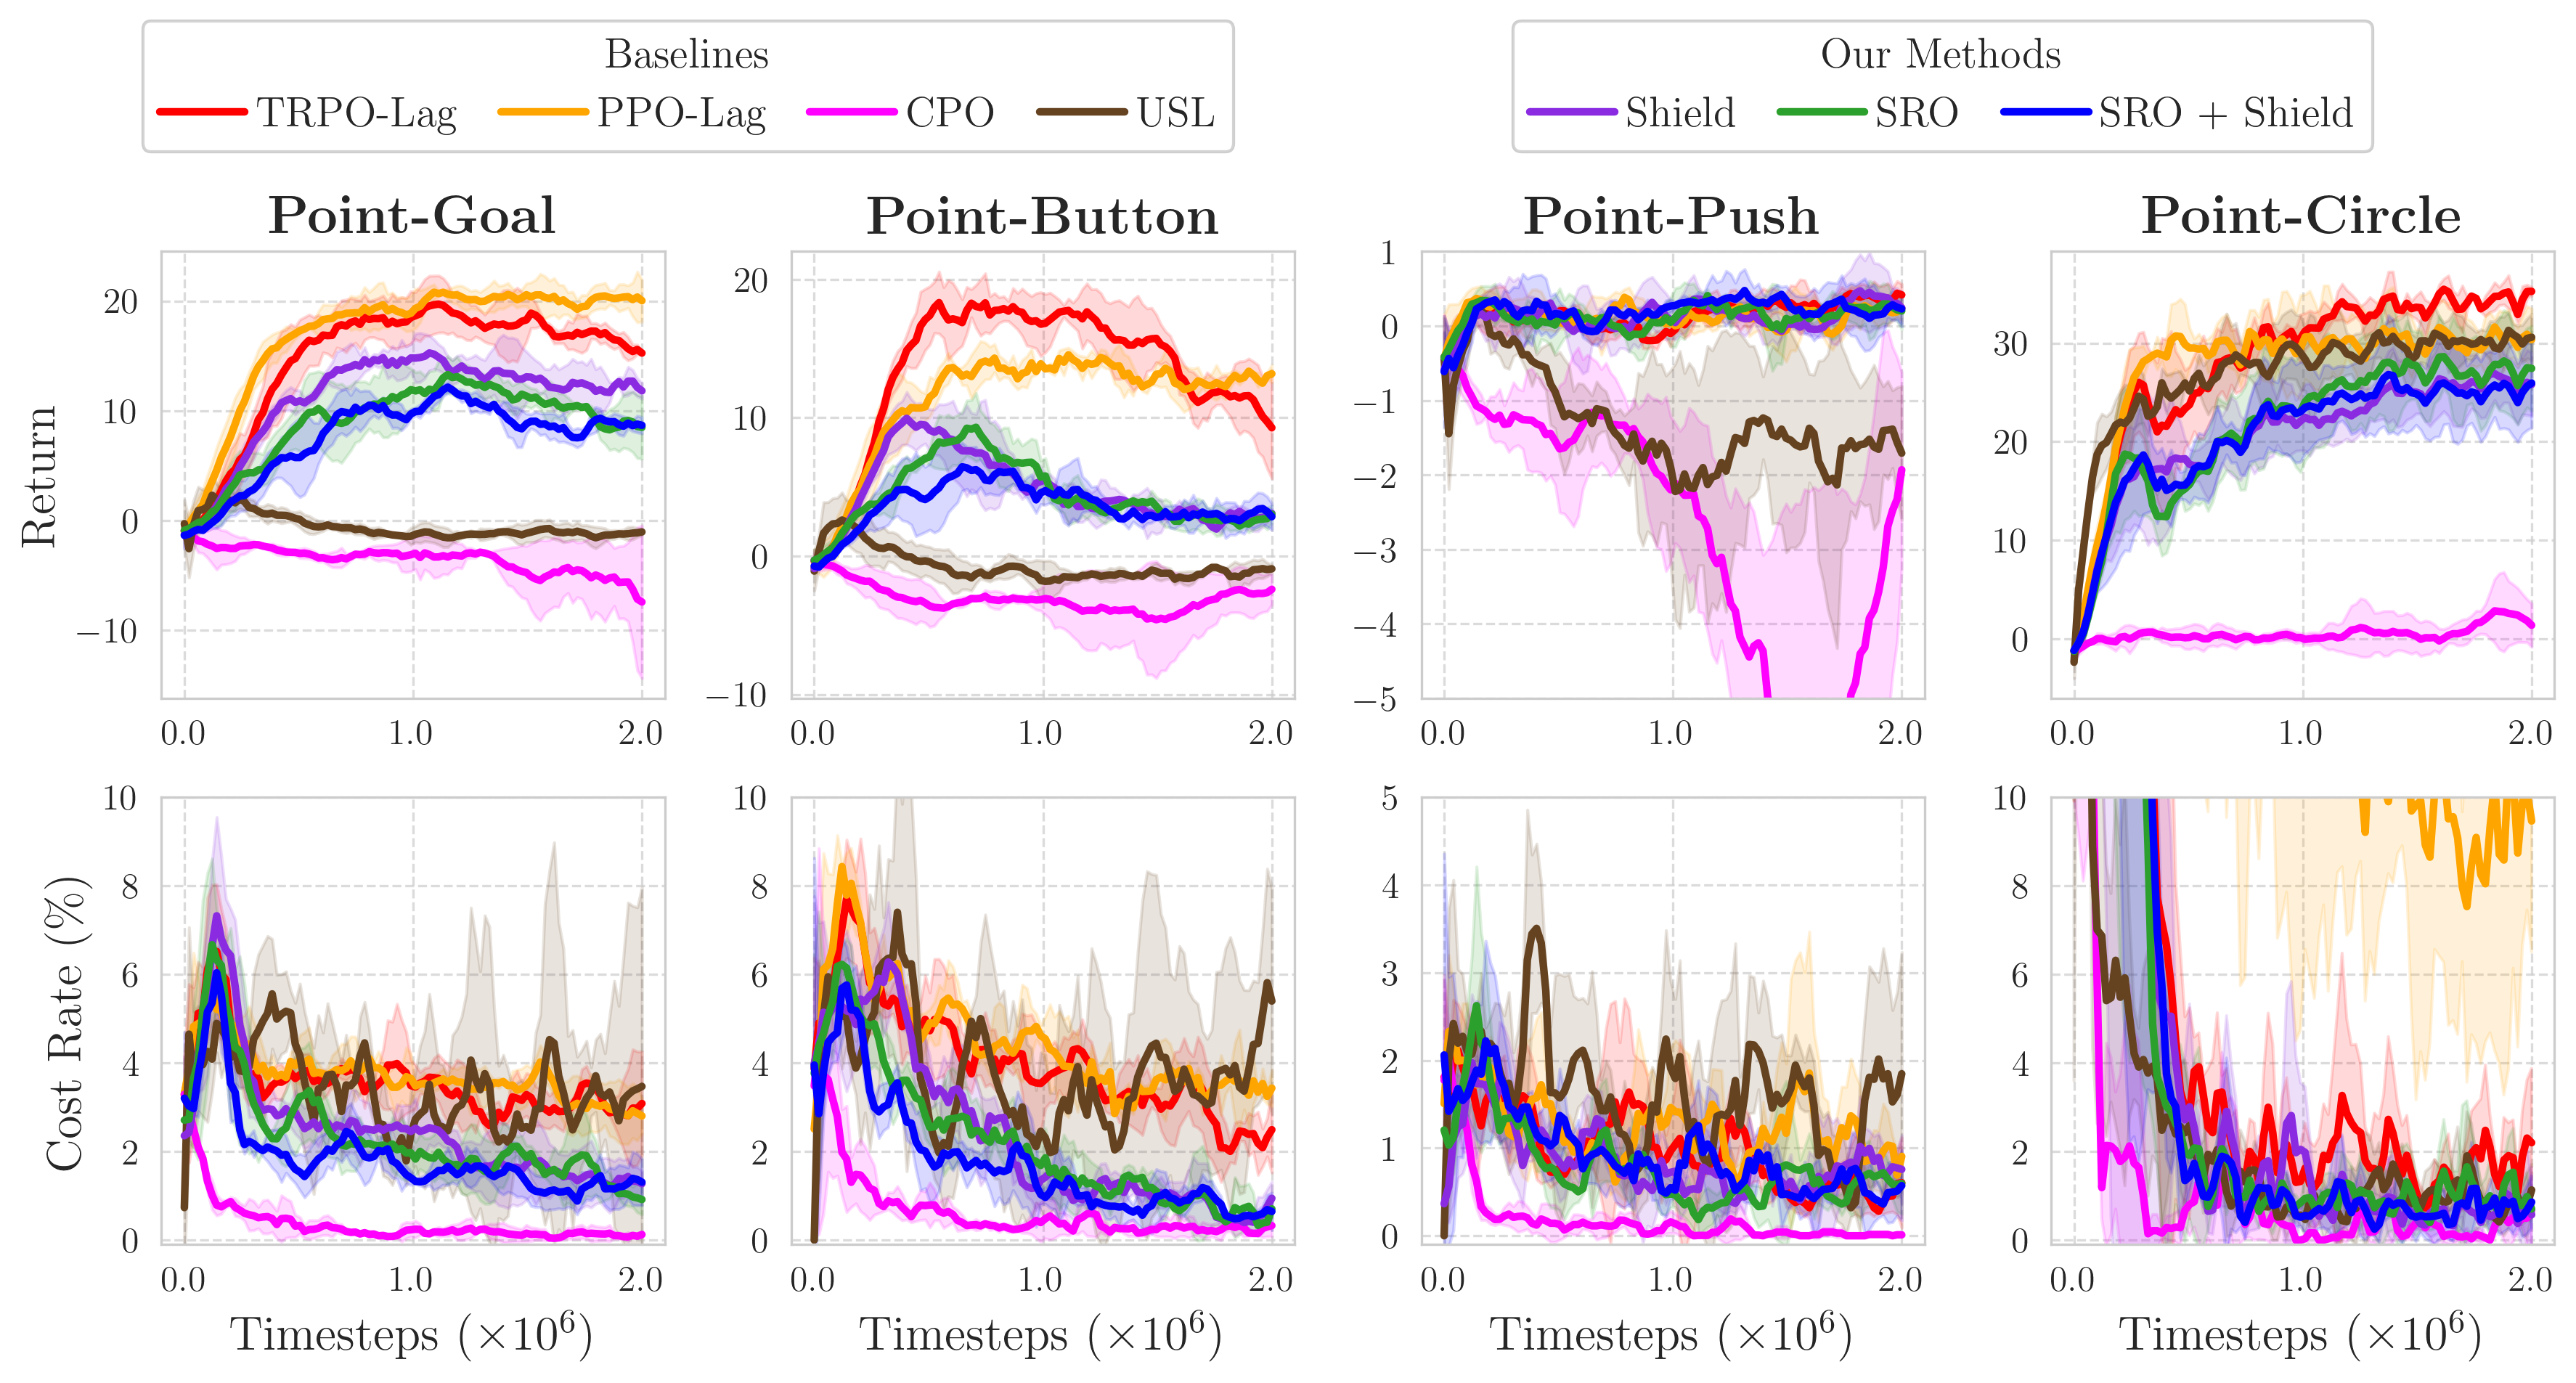 Baselines
TRPO-Lag PPO-Lag CPO USL
Our Methods
Shield SRO SRO + Shield
Point-Goal
Point-Button
Point-Push
Point-Circle
Return
20
10
0
−10
0.0 1.0 2.0
20
10
0
−10
0.0 1.0 2.0
1
0
−1
−2
−3
−4
−5
0.0 1.0 2.0
30
20
10
0
0.0 1.0 2.0
Cost Rate (%)
10
8
6
4
2
0
0.0 1.0 2.0
Timesteps (×10⁶)
10
8
6
4
2
0
0.0 1.0 2.0
Timesteps (×10⁶)
5
4
3
2
1
0
0.0 1.0 2.0
Timesteps (×10⁶)
10
8
6
4
2
0
0.0 1.0 2.0
Timesteps (×10⁶)